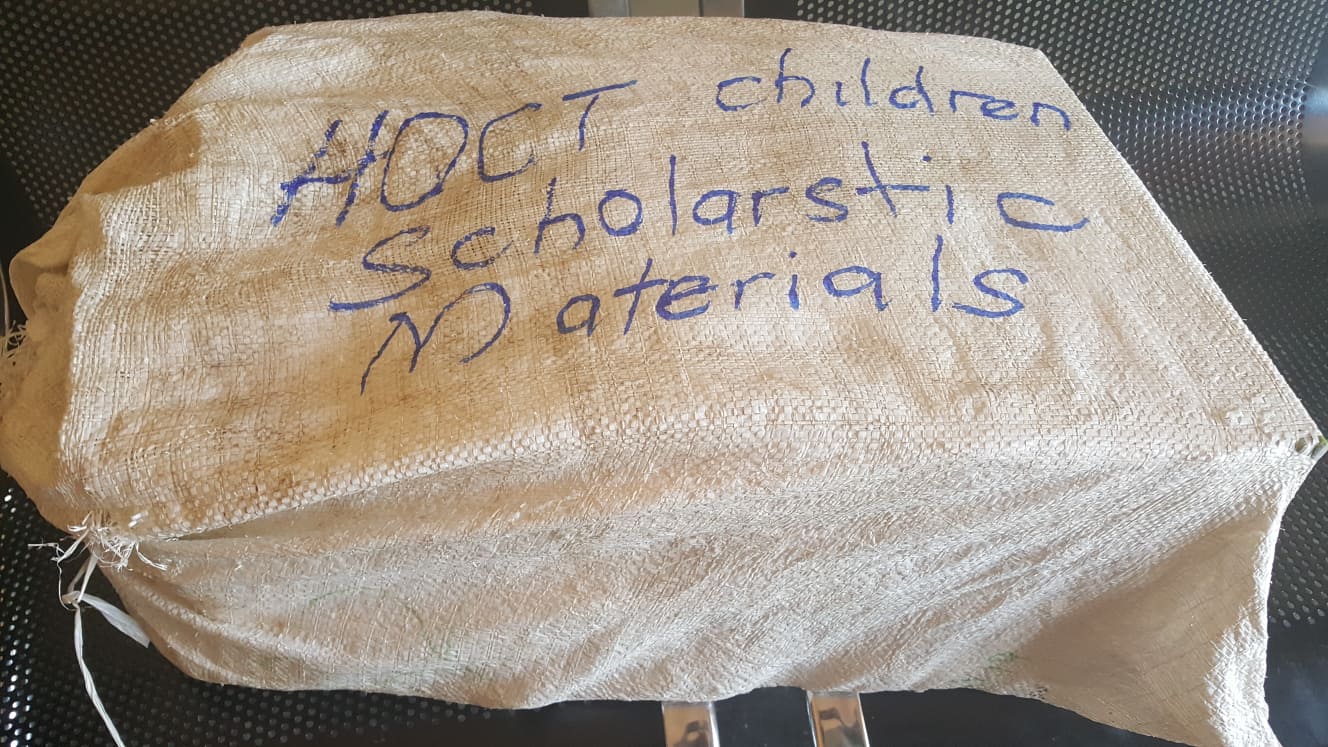 HOCT children
Scholarstic
Materials